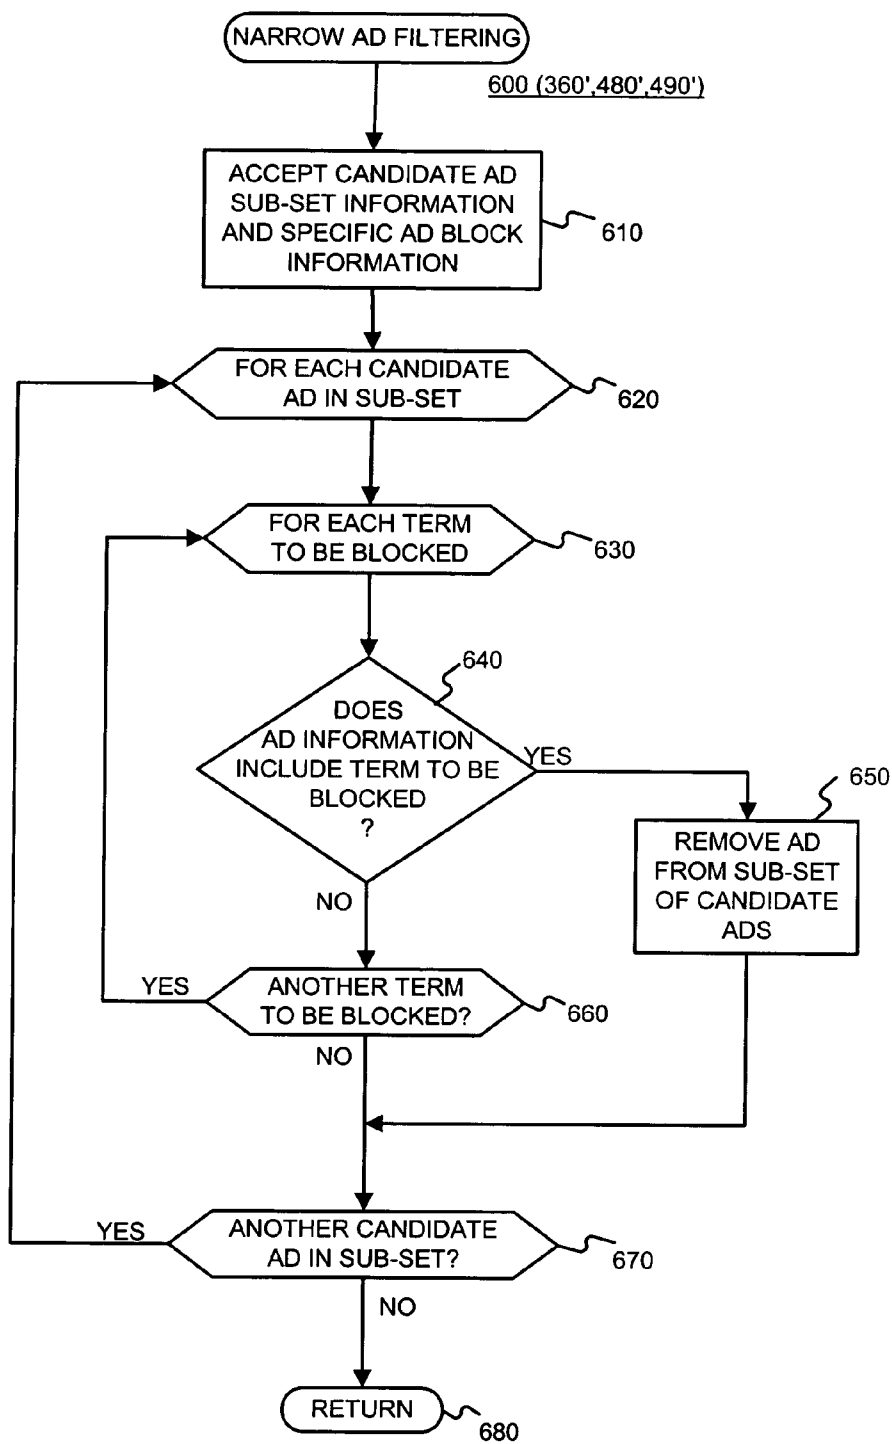 NARROW AD FILTERING
600 (360',480',490')
ACCEPT CANDIDATE AD
SUB-SET INFORMATION
AND SPECIFIC AD BLOCK
INFORMATION
610
FOR EACH CANDIDATE
AD IN SUB-SET
620
FOR EACH TERM
TO BE BLOCKED
630
640
DOES
AD INFORMATION
INCLUDE TERM TO BE
BLOCKED
?
YES
650
REMOVE AD
FROM SUB-SET
OF CANDIDATE
ADS
NO
YES
ANOTHER TERM
TO BE BLOCKED?
660
NO
YES
ANOTHER CANDIDATE
AD IN SUB-SET?
670
NO
RETURN
680